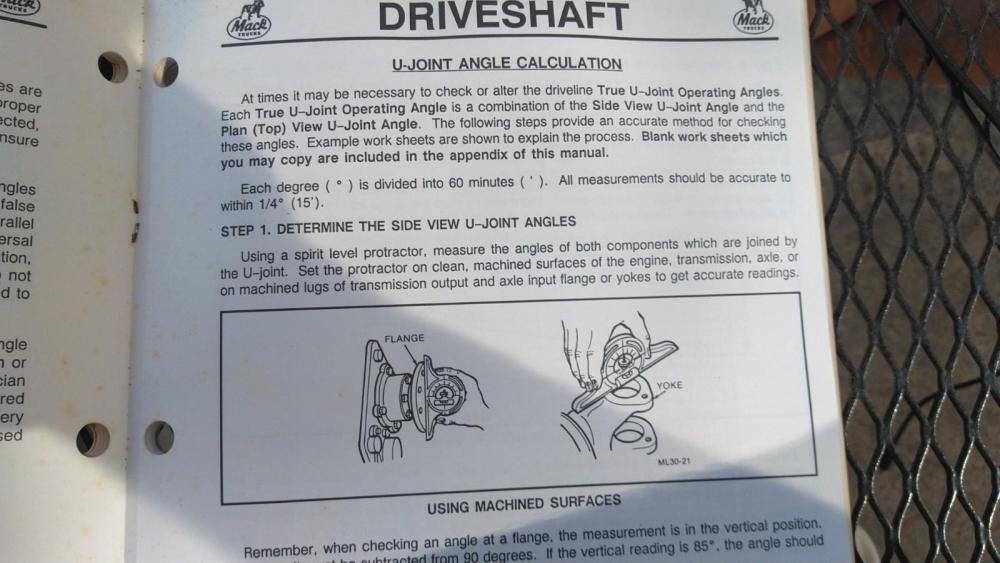 Mack
TRUCKS
DRIVESHAFT
Mack
TRUCKS
U-JOINT ANGLE CALCULATION
At times it may be necessary to check or alter the driveline True U–Joint Operating Angles.
Each True U–Joint Operating Angle is a combination of the Side View U–Joint Angle and the
Plan (Top) View U–Joint Angle. The following steps provide an accurate method for checking
these angles. Example work sheets are shown to explain the process. Blank work sheets which
you may copy are included in the appendix of this manual.
Each degree ( ° ) is divided into 60 minutes ( ' ). All measurements should be accurate to
within 1/4° (15').
STEP 1. DETERMINE THE SIDE VIEW U–JOINT ANGLES
Using a spirit level protractor, measure the angles of both components which are joined by
the U–joint. Set the protractor on clean, machined surfaces of the engine, transmission, axle, or
on machined lugs of transmission output and axle input flange or yokes to get accurate readings.
FLANGE
YOKE
ML30-21
USING MACHINED SURFACES
Remember, when checking an angle at a flange, the measurement is in the vertical position.
be subtracted from 90 degrees. If the vertical reading is 85°, the angle should
are
proper
ected,
nsure
ngles
false
rallel
ersal
tion,
not
d to
ngle
n or
cian
red
ery
sed